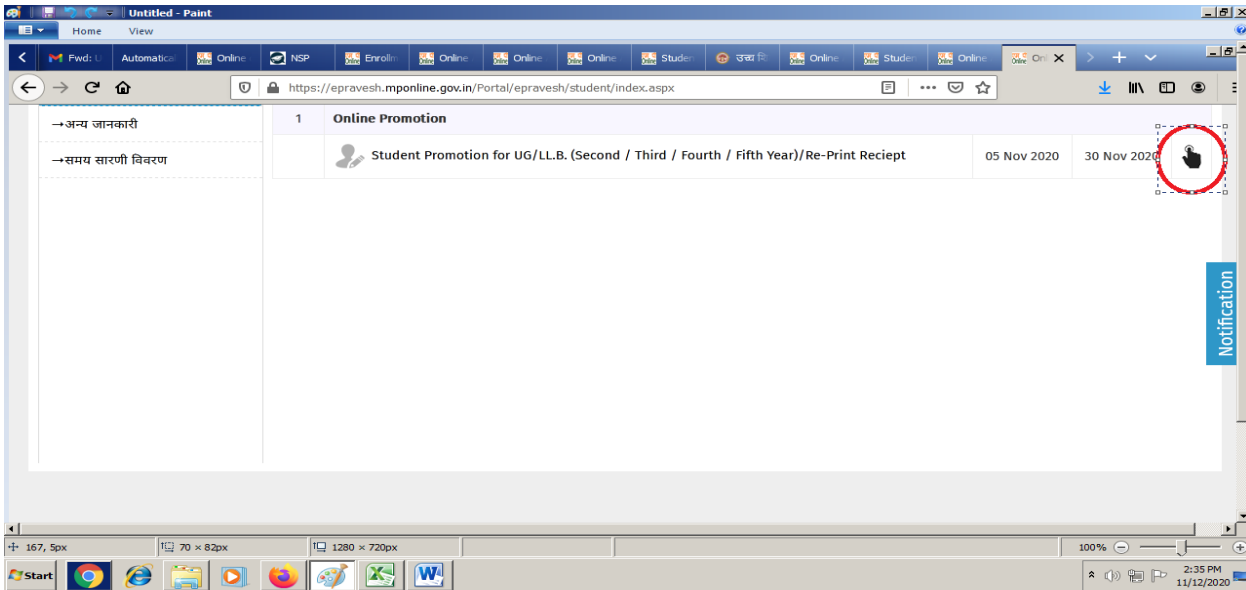 Untitled - Paint
Home View
Fwd: U Automatical Online NSP Enrollm Online Online Online Studen उच्च शि Online Studen Online Onl
https://epravesh.mponline.gov.in/Portal/epravesh/student/index.aspx
→अन्य जानकारी
1 Online Promotion
→समय सारणी विवरण
Student Promotion for UG/LL.B. (Second / Third / Fourth / Fifth Year)/Re-Print Reciept 05 Nov 2020 30 Nov 2020
Notification
167, 5px 70 × 82px 1280 × 720px 100%
Start 2:35 PM
11/12/2020